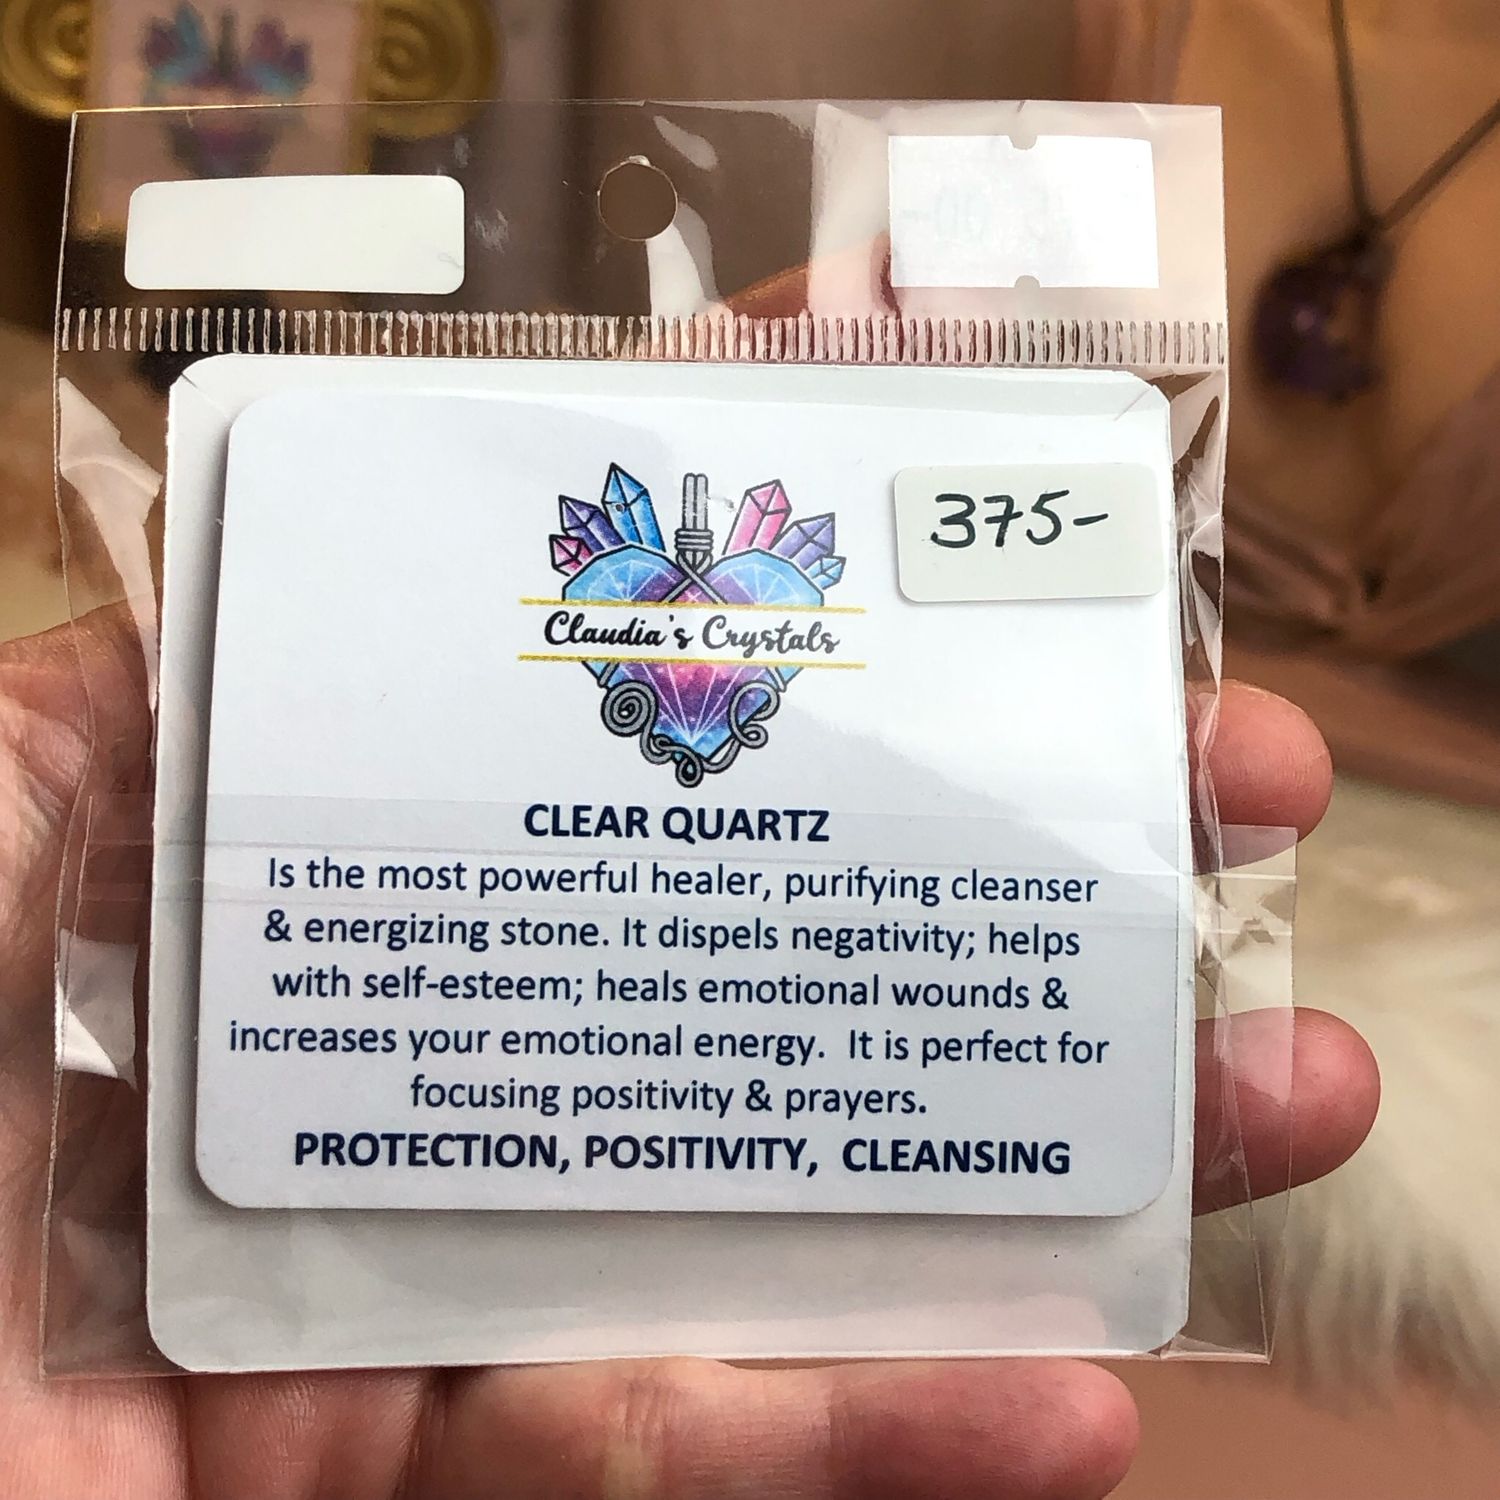 375-
Claudia's Crystals
CLEAR QUARTZ
Is the most powerful healer, purifying cleanser
& energizing stone. It dispels negativity; helps
with self-esteem; heals emotional wounds &
increases your emotional energy.  It is perfect for
focusing positivity & prayers.
PROTECTION, POSITIVITY,  CLEANSING